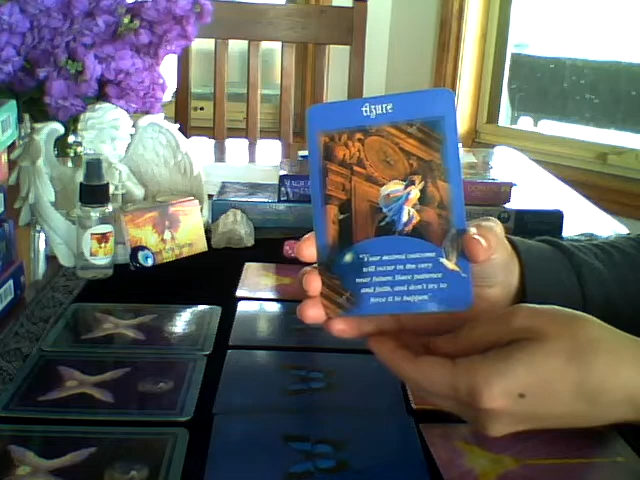 Azure
"Your desired outcome
will occur in the very
near future. Have patience
and faith, and don't try to
force it to happen"
MAGICAL